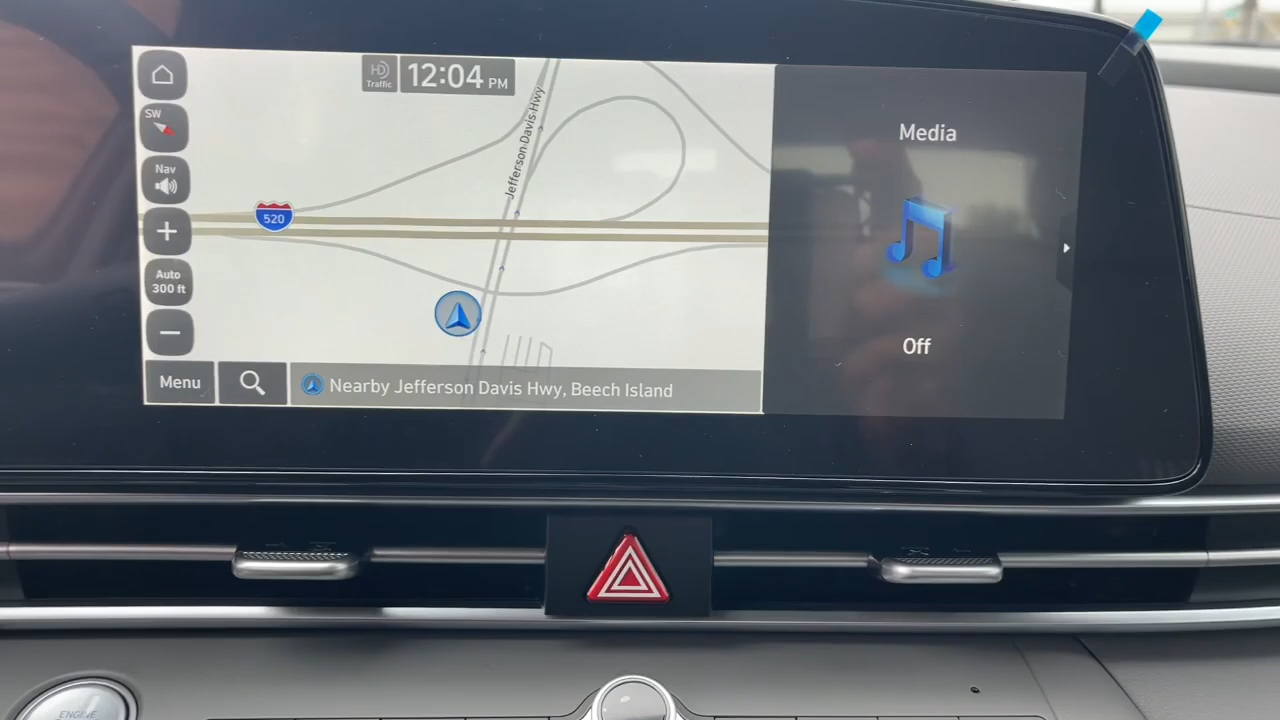 HD
Traffic
12:04 PM
SW
Nav
Jefferson Davis Hwy
520
+
Auto
300 ft
−
Menu
Nearby Jefferson Davis Hwy, Beech Island
Media
Off
ENGINE